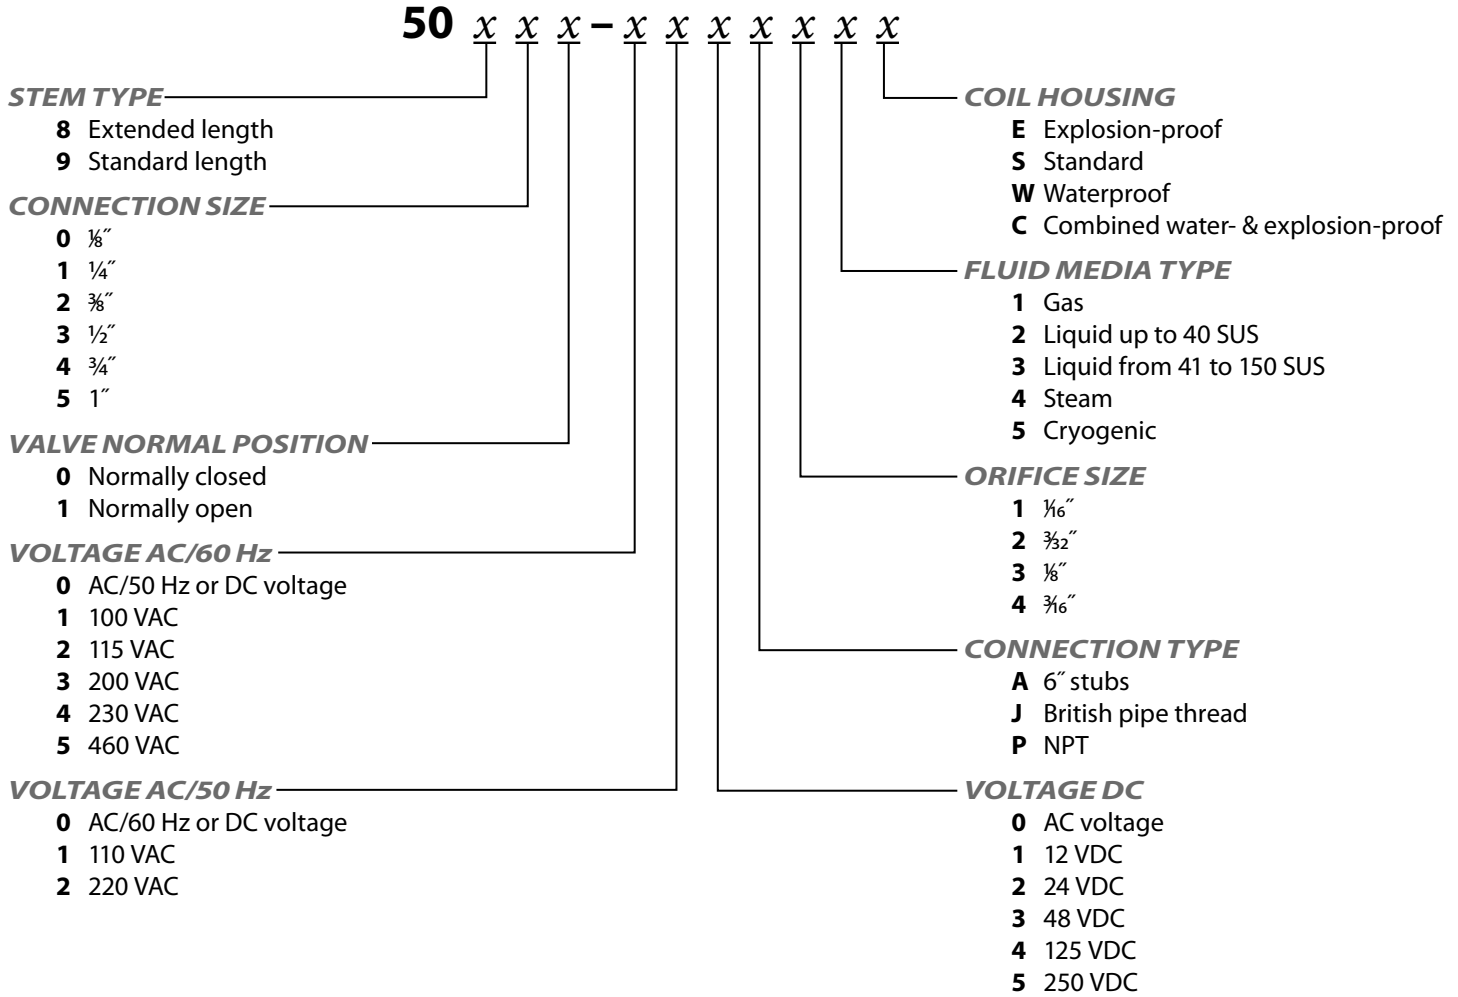 50 x x x – x x x x x x x
STEM TYPE
8 Extended length
9 Standard length
CONNECTION SIZE
0 ⅛″
1 ¼″
2 ⅜″
3 ½″
4 ¾″
5 1″
VALVE NORMAL POSITION
0 Normally closed
1 Normally open
VOLTAGE AC/60 Hz
0 AC/50 Hz or DC voltage
1 100 VAC
2 115 VAC
3 200 VAC
4 230 VAC
5 460 VAC
VOLTAGE AC/50 Hz
0 AC/60 Hz or DC voltage
1 110 VAC
2 220 VAC
COIL HOUSING
E Explosion-proof
S Standard
W Waterproof
C Combined water- & explosion-proof
FLUID MEDIA TYPE
1 Gas
2 Liquid up to 40 SUS
3 Liquid from 41 to 150 SUS
4 Steam
5 Cryogenic
ORIFICE SIZE
1 1⁄16″
2 3⁄32″
3 ⅛″
4 3⁄16″
CONNECTION TYPE
A 6″ stubs
J British pipe thread
P NPT
VOLTAGE DC
0 AC voltage
1 12 VDC
2 24 VDC
3 48 VDC
4 125 VDC
5 250 VDC